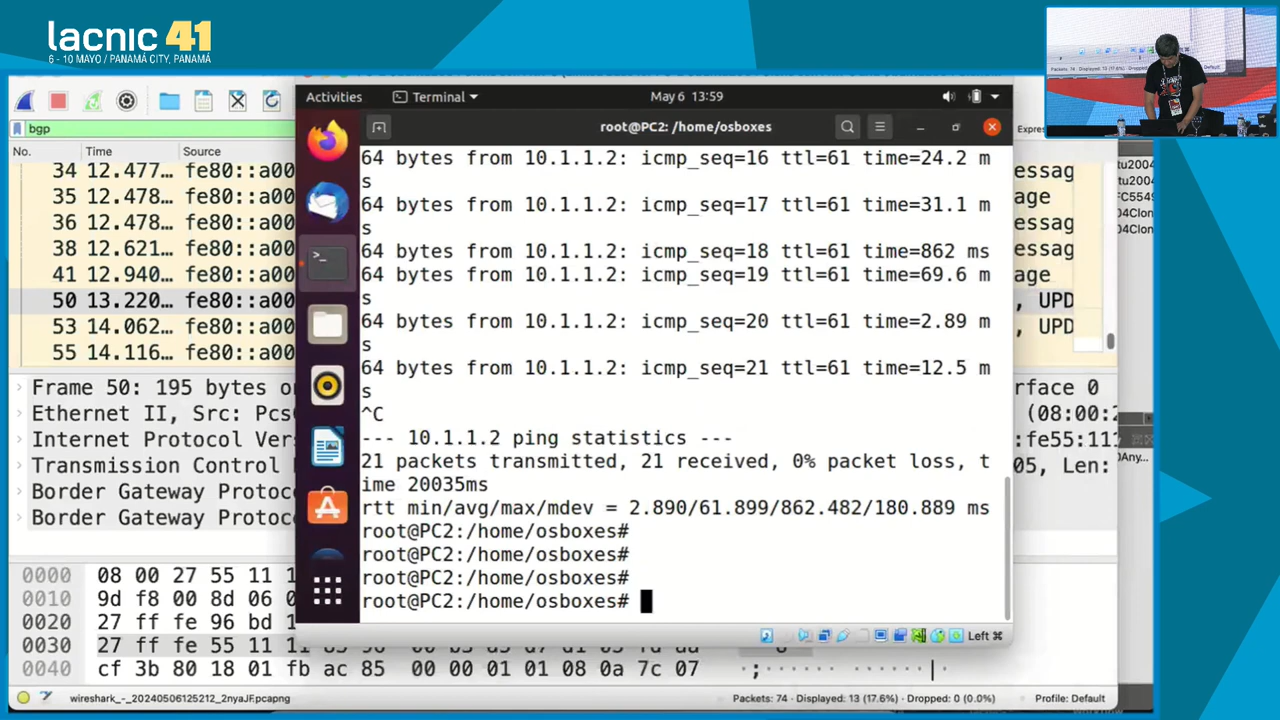 lacnic 41
6 - 10 MAYO / PANAMÁ CITY, PANAMÁ
bgp
Expres
No. Time Source
34 12.477… fe80::a00
35 12.478… fe80::a00
36 12.478… fe80::a00
38 12.621… fe80::a00
41 12.940… fe80::a00
50 13.220… fe80::a00 , UPD
53 14.062… fe80::a00 , UPD
55 14.116… fe80::a00
Frame 50: 195 bytes on rface 0
Ethernet II, Src: Pcs (08:00:2
Internet Protocol Vers :fe55:111
Transmission Control 05, Len:
Border Gateway Protoc
Border Gateway Protoc
0000 08 00 27 55 11 1
0010 9d f8 00 8d 06 0
0020 27 ff fe 96 bd 1
0030 27 ff fe 55 11 11
0040 cf 3b 80 18 01 fb ac 85 00 00 01 01 08 0a 7c 07
wireshark_-_20240506125212_2nyaJF.pcapng
Packets: 74 · Displayed: 13 (17.6%) · Dropped: 0 (0.0%)
Profile: Default
Activities
Terminal
May 6 13:59
root@PC2: /home/osboxes
64 bytes from 10.1.1.2: icmp_seq=16 ttl=61 time=24.2 m
s
64 bytes from 10.1.1.2: icmp_seq=17 ttl=61 time=31.1 m
s
64 bytes from 10.1.1.2: icmp_seq=18 ttl=61 time=862 ms
64 bytes from 10.1.1.2: icmp_seq=19 ttl=61 time=69.6 m
s
64 bytes from 10.1.1.2: icmp_seq=20 ttl=61 time=2.89 m
s
64 bytes from 10.1.1.2: icmp_seq=21 ttl=61 time=12.5 m
s
^C
--- 10.1.1.2 ping statistics ---
21 packets transmitted, 21 received, 0% packet loss, t
ime 20035ms
rtt min/avg/max/mdev = 2.890/61.899/862.482/180.889 ms
root@PC2:/home/osboxes#
root@PC2:/home/osboxes#
root@PC2:/home/osboxes#
root@PC2:/home/osboxes#
Left ⌘